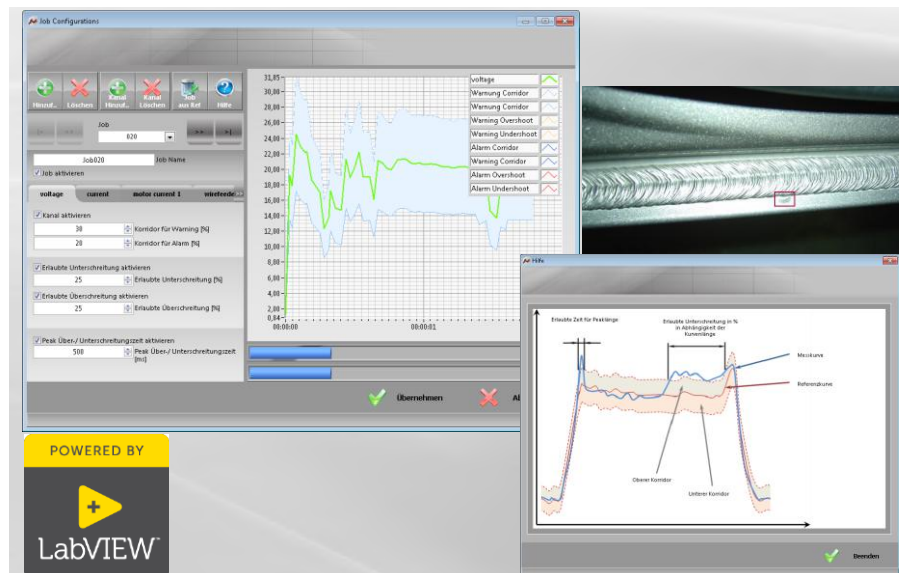 Job Configurations
Hinzuf..
Löschen
Kanal Hinzuf..
Kanal Löschen
Job aus Ref
Hilfe
Job
020
Job020 Job Name
Job aktivieren
voltage current motor current 1 wirefeede
Kanal aktivieren
30 Korridor für Warning [%]
20 Korridor für Alarm [%]
Erlaubte Unterschreitung aktivieren
25 Erlaubte Unterschreitung [%]
Erlaubte Überschreitung aktivieren
25 Erlaubte Überschreitung [%]
Peak Über-/ Unterschreitungszeit aktivieren
500 Peak Über-/ Unterschreitungszeit
[ms]
31,85
30,00
28,00
26,00
24,00
22,00
20,00
18,00
16,00
14,00
12,00
10,00
8,00
6,00
4,00
2,00
0,84
00:00:00 00:00:01
voltage
Warnung Corridor
Warnung Corridor
Warning Overshoot
Warning Undershoot
Alarm Corridor
Warning Corridor
Alarm Overshoot
Alarm Undershoot
Übernehmen
Ab
Hilfe
Erlaubte Zeit für Peaklänge
Erlaubte Unterschreitung in %
in Abhängigkeit der
Kurvenlänge
Messkurve
Referenzkurve
Oberer Korridor
Unterer Korridor
Beenden
POWERED BY
LabVIEW